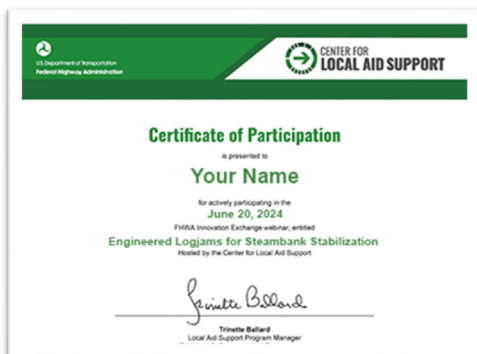 U.S. Department of Transportation
Federal Highway Administration
CENTER FOR
LOCAL AID SUPPORT
Certificate of Participation
is presented to
Your Name
for actively participating in the
June 20, 2024
FHWA Innovation Exchange webinar, entitled
Engineered Logjams for Steambank Stabilization
Hosted by the Center for Local Aid Support
Trinette Ballard
Trinette Ballard
Local Aid Support Program Manager